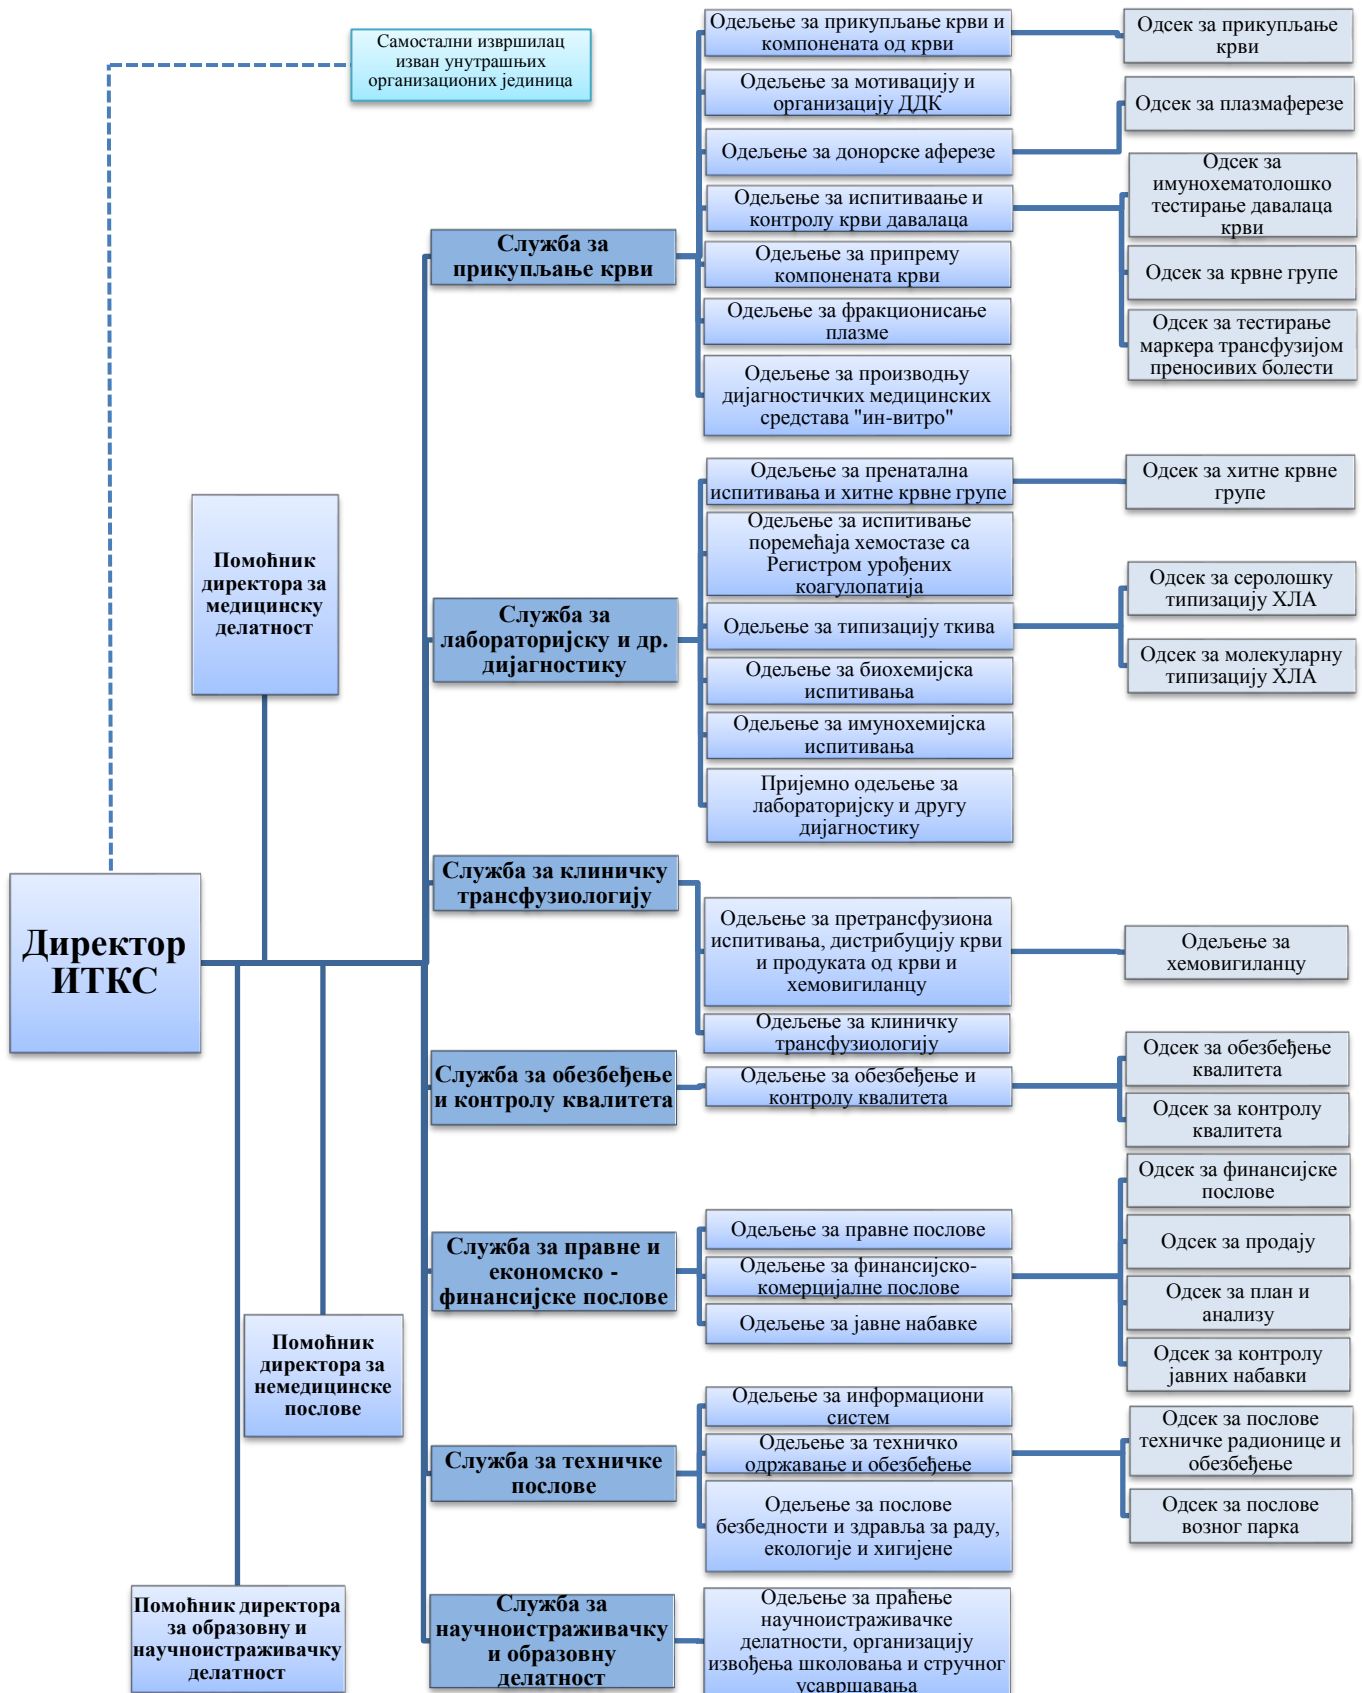 Самостални извршилац
изван унутрашњих
организационих јединица
Директор
ИТКС
Помоћник
директора за
медицинску
делатност
Помоћник
директора за
немедицинске
послове
Помоћник директора
за образовну и
научноистраживачку
делатност
Служба за
прикупљање крви
Одељење за прикупљање крви и
компонената од крви
Одсек за прикупљање
крви
Одељење за мотивацију и
организацију ДДК
Одељење за донорске аферезе
Одсек за плазмаферезе
Одељење за испитиваање и
контролу крви давалаца
Одсек за
имунохематолошко
тестирање давалаца
крви
Одсек за крвне групе
Одсек за тестирање
маркера трансфузијом
преносивих болести
Одељење за припрему
компонената крви
Одељење за фракционисање
плазме
Одељење за производњу
дијагностичких медицинских
средстава "ин-витро"
Служба за
лабораторијску и др.
дијагностику
Одељење за пренатална
испитивања и хитне крвне групе
Одсек за хитне крвне
групе
Одељење за испитивање
поремећаја хемостазе са
Регистром урођених
коагулопатија
Одељење за типизацију ткива
Одсек за серолошку
типизацију ХЛА
Одсек за молекуларну
типизацију ХЛА
Одељење за биохемијска
испитивања
Одељење за имунохемијска
испитивања
Пријемно одељење за
лабораторијску и другу
дијагностику
Служба за клиничку
трансфузиологију
Одељење за претрансфузиона
испитивања, дистрибуцију крви
и продуката од крви и
хемовигиланцу
Одељење за
хемовигиланцу
Одељење за клиничку
трансфузиологију
Служба за обезбеђење
и контролу квалитета
Одељење за обезбеђење и
контролу квалитета
Одсек за обезбеђење
квалитета
Одсек за контролу
квалитета
Служба за правне и
економско -
финансијске послове
Одељење за правне послове
Одељење за финансијско-
комерцијалне послове
Одсек за финансијске
послове
Одсек за продају
Одсек за план и
анализу
Одсек за контролу
јавних набавки
Одељење за јавне набавке
Служба за техничке
послове
Одељење за информациони
систем
Одељење за техничко
одржавање и обезбеђење
Одсек за послове
техничке радионице и
обезбеђење
Одсек за послове
возног парка
Одељење за послове
безбедности и здравља за раду,
екологије и хигијене
Служба за
научноистраживачку
и образовну
делатност
Одељење за праћење
научноистраживачке
делатности, организацију
извођења школовања и стручног
усавршавања